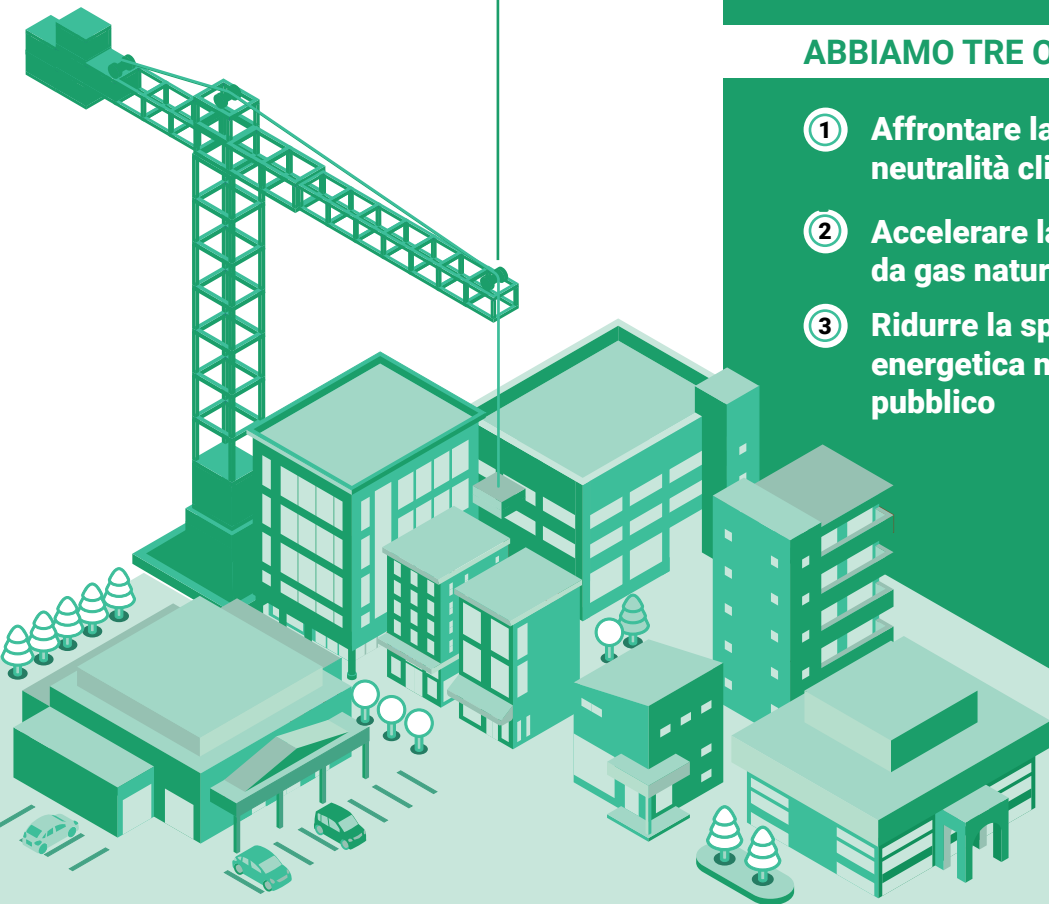 ABBIAMO TRE O
1 Affrontare la
neutralità cli
2 Accelerare la
da gas natur
3 Ridurre la sp
energetica n
pubblico